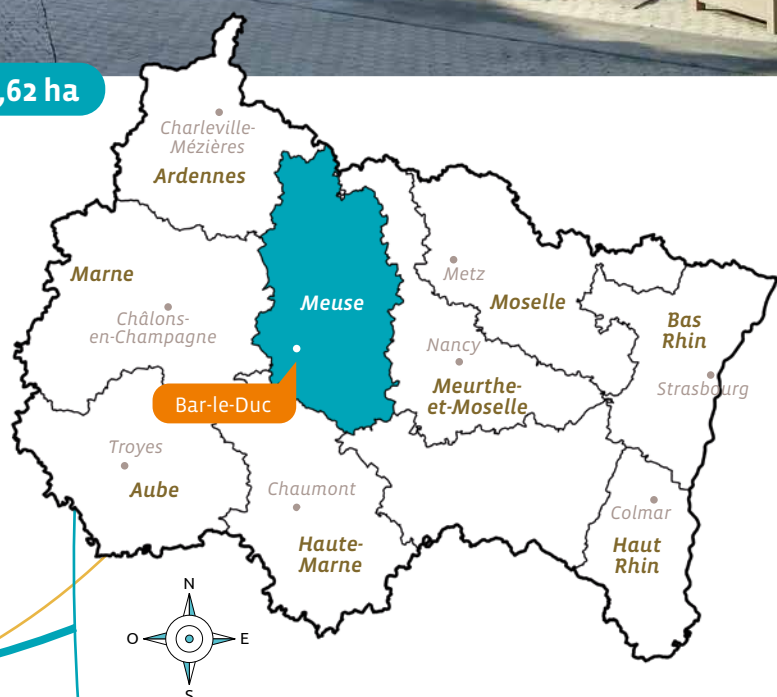 ,62 ha
Charleville-
Mézières
Ardennes
Marne
Châlons-
en-Champagne
Meuse
Metz
Moselle
Bas
Rhin
Nancy
Meurthe-
et-Moselle
Strasbourg
Bar-le-Duc
Troyes
Aube
Chaumont
Haute-
Marne
Colmar
Haut
Rhin
N
O
E
S